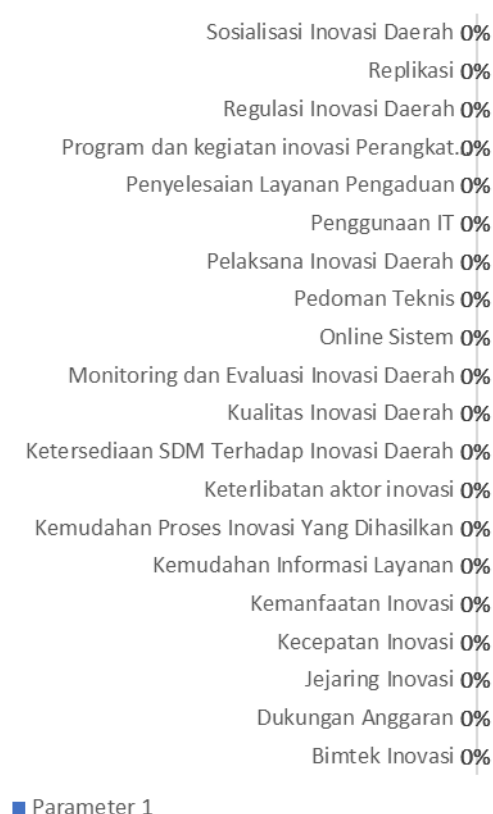 Sosialisasi Inovasi Daerah 0%
Replikasi 0%
Regulasi Inovasi Daerah 0%
Program dan kegiatan inovasi Perangkat... 0%
Penyelesaian Layanan Pengaduan 0%
Penggunaan IT 0%
Pelaksana Inovasi Daerah 0%
Pedoman Teknis 0%
Online Sistem 0%
Monitoring dan Evaluasi Inovasi Daerah 0%
Kualitas Inovasi Daerah 0%
Ketersediaan SDM Terhadap Inovasi Daerah 0%
Keterlibatan aktor inovasi 0%
Kemudahan Proses Inovasi Yang Dihasilkan 0%
Kemudahan Informasi Layanan 0%
Kemanfaatan Inovasi 0%
Kecepatan Inovasi 0%
Jejaring Inovasi 0%
Dukungan Anggaran 0%
Bimtek Inovasi 0%
Parameter 1